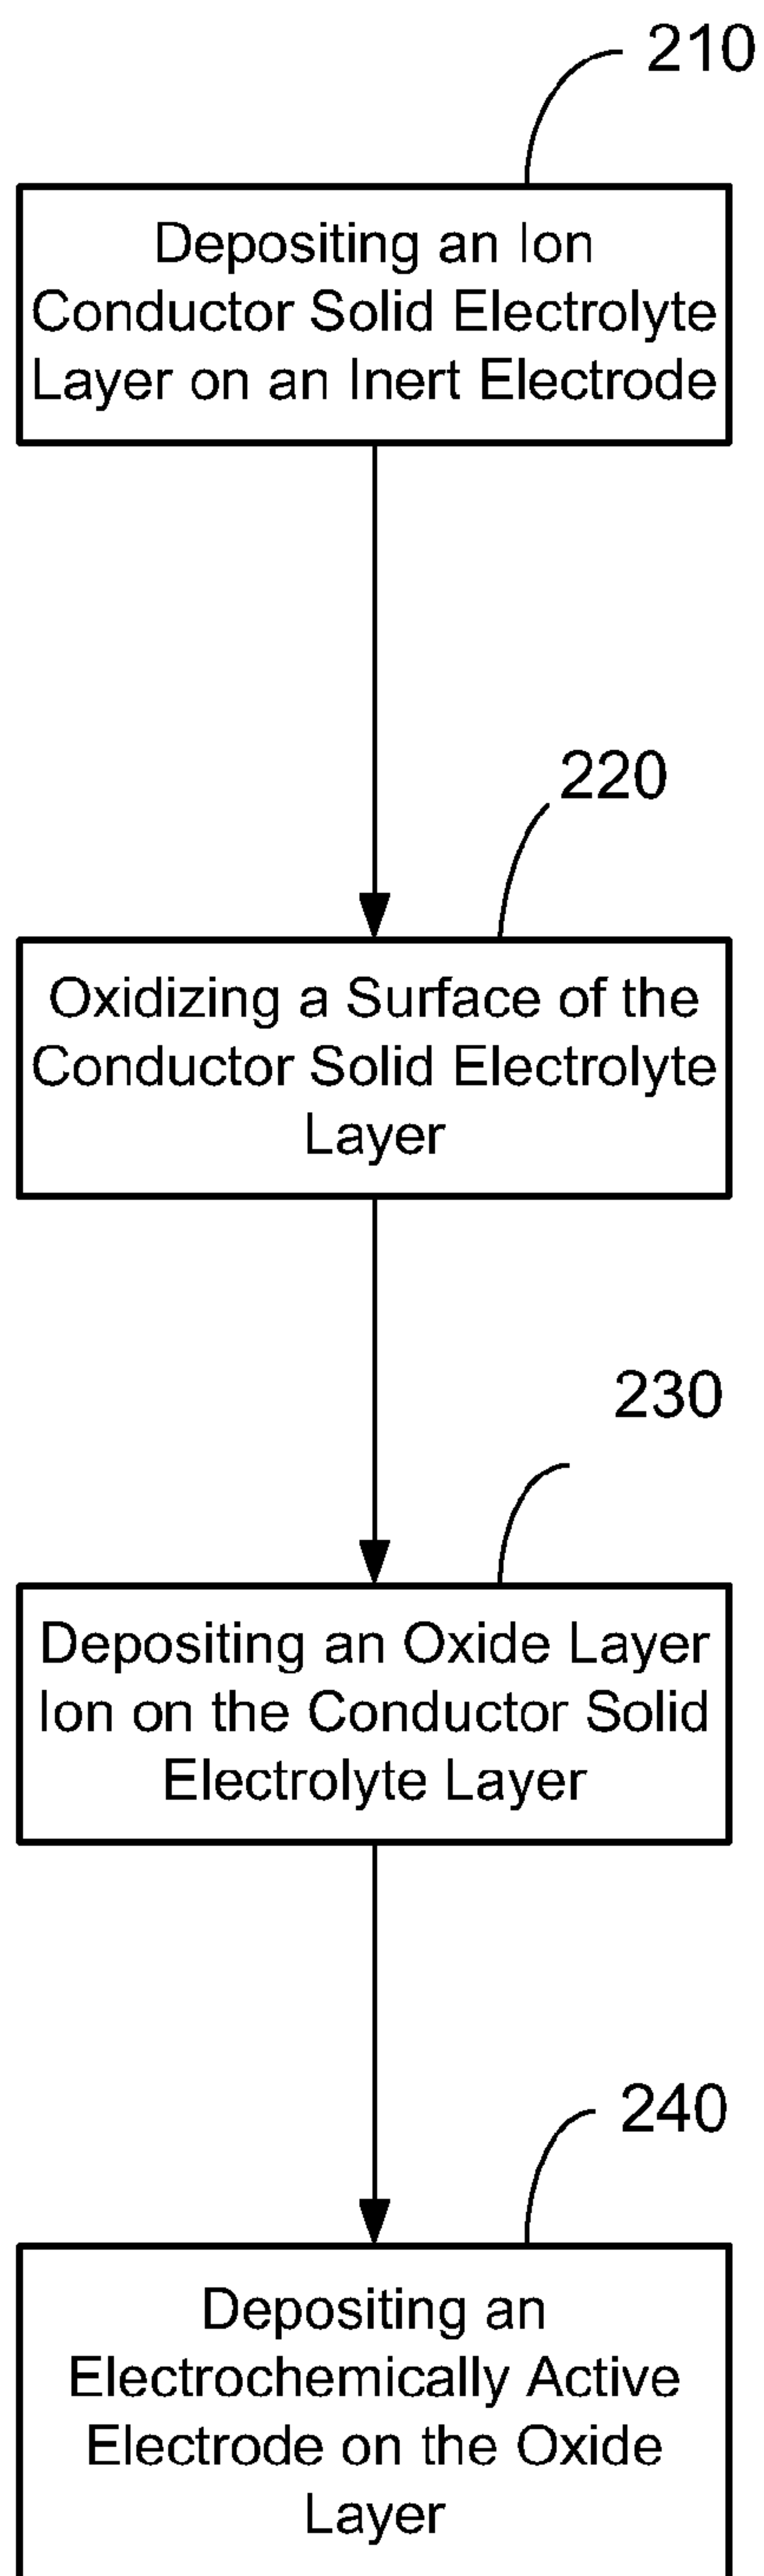 210
Depositing an Ion
Conductor Solid Electrolyte
Layer on an Inert Electrode
220
Oxidizing a Surface of the
Conductor Solid Electrolyte
Layer
230
Depositing an Oxide Layer
Ion on the Conductor Solid
Electrolyte Layer
240
Depositing an
Electrochemically Active
Electrode on the Oxide
Layer